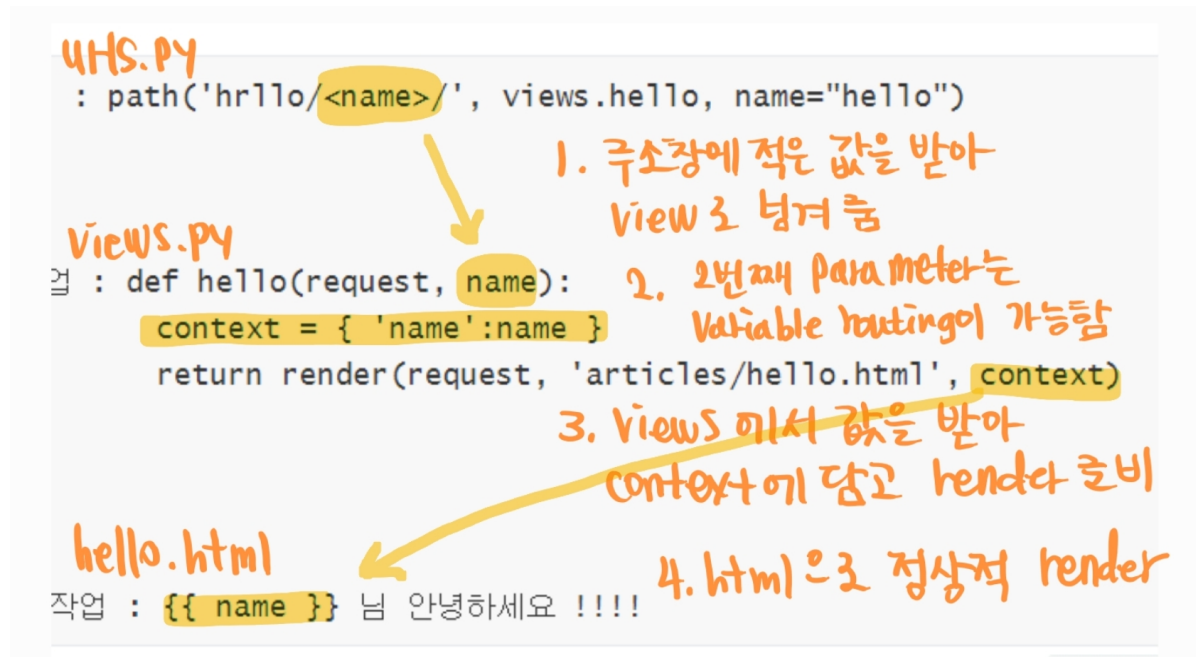 urls.py
: path('hrllo/<name>/', views.hello, name="hello")
1. 주소창에 적은 값을 받아
view로 넘겨 줌
views.py
업 : def hello(request, name):
2. 2번째 parameter는
context = { 'name':name }
variable routing이 가능함
return render(request, 'articles/hello.html', context)
3. views에서 값을 받아
context에 담고 render 준비
hello.html
4. html으로 정상적 render
작업 : {{ name }} 님 안녕하세요 !!!!